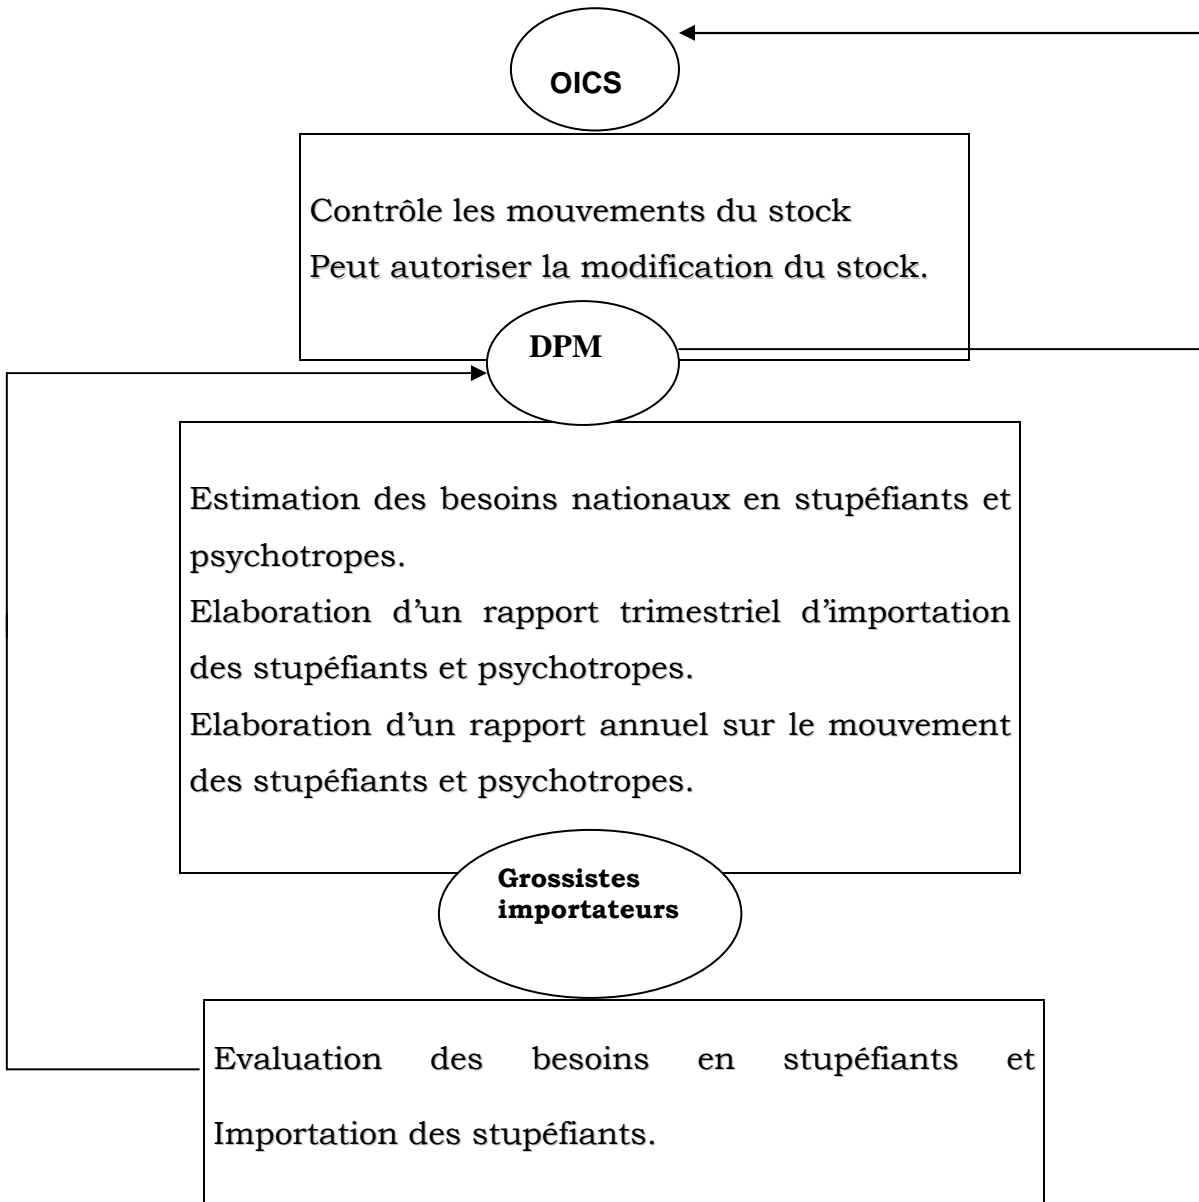 OICS
Contrôle les mouvements du stock
Peut autoriser la modification du stock.
DPM
Estimation des besoins nationaux en stupéfiants et
psychotropes.
Elaboration d’un rapport trimestriel d’importation
des stupéfiants et psychotropes.
Elaboration d’un rapport annuel sur le mouvement
des stupéfiants et psychotropes.
Grossistes
importateurs
Evaluation des besoins en stupéfiants et
Importation des stupéfiants.